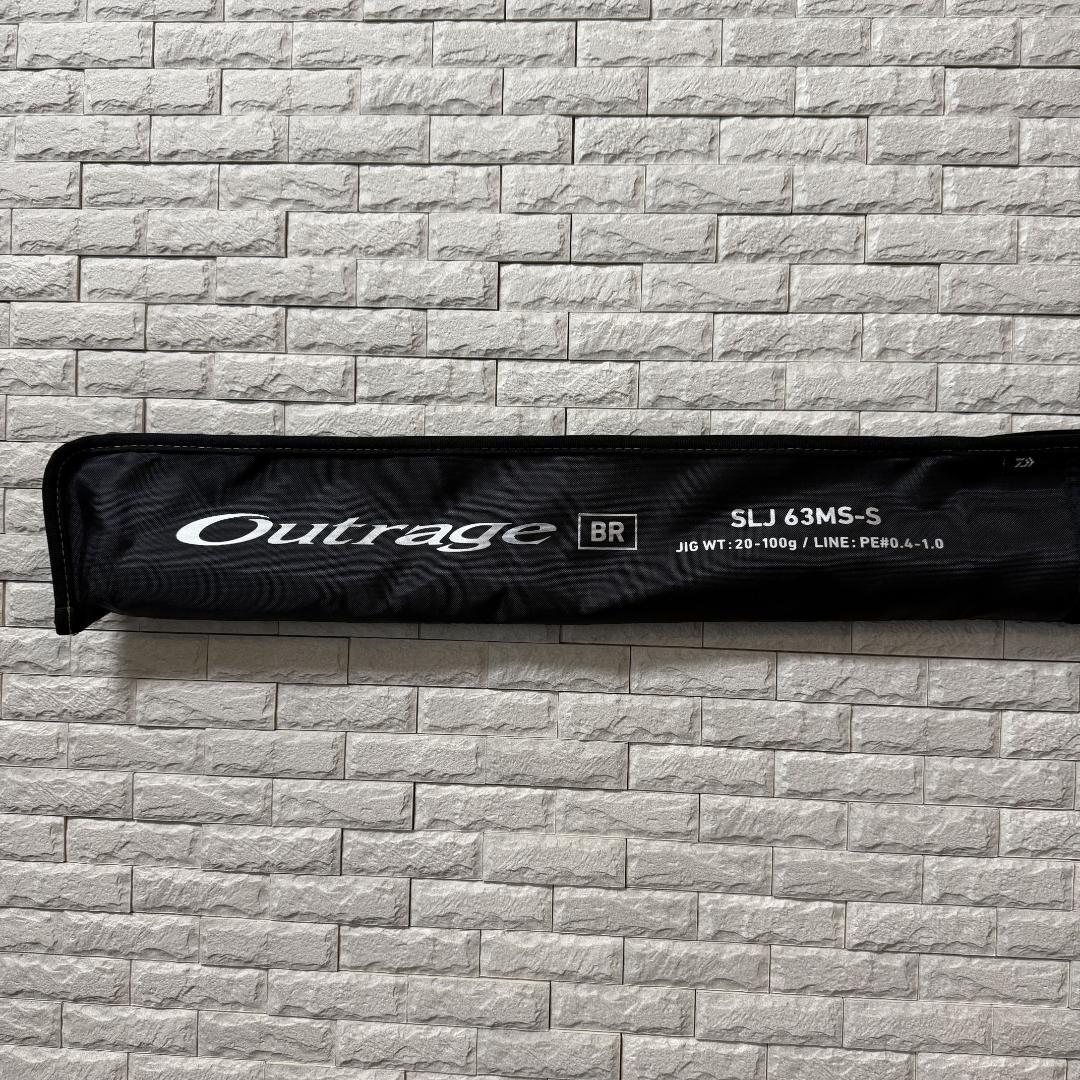 Outrage BR
SLJ 63MS-S
JIG WT:20-100g / LINE:PE#0.4-1.0